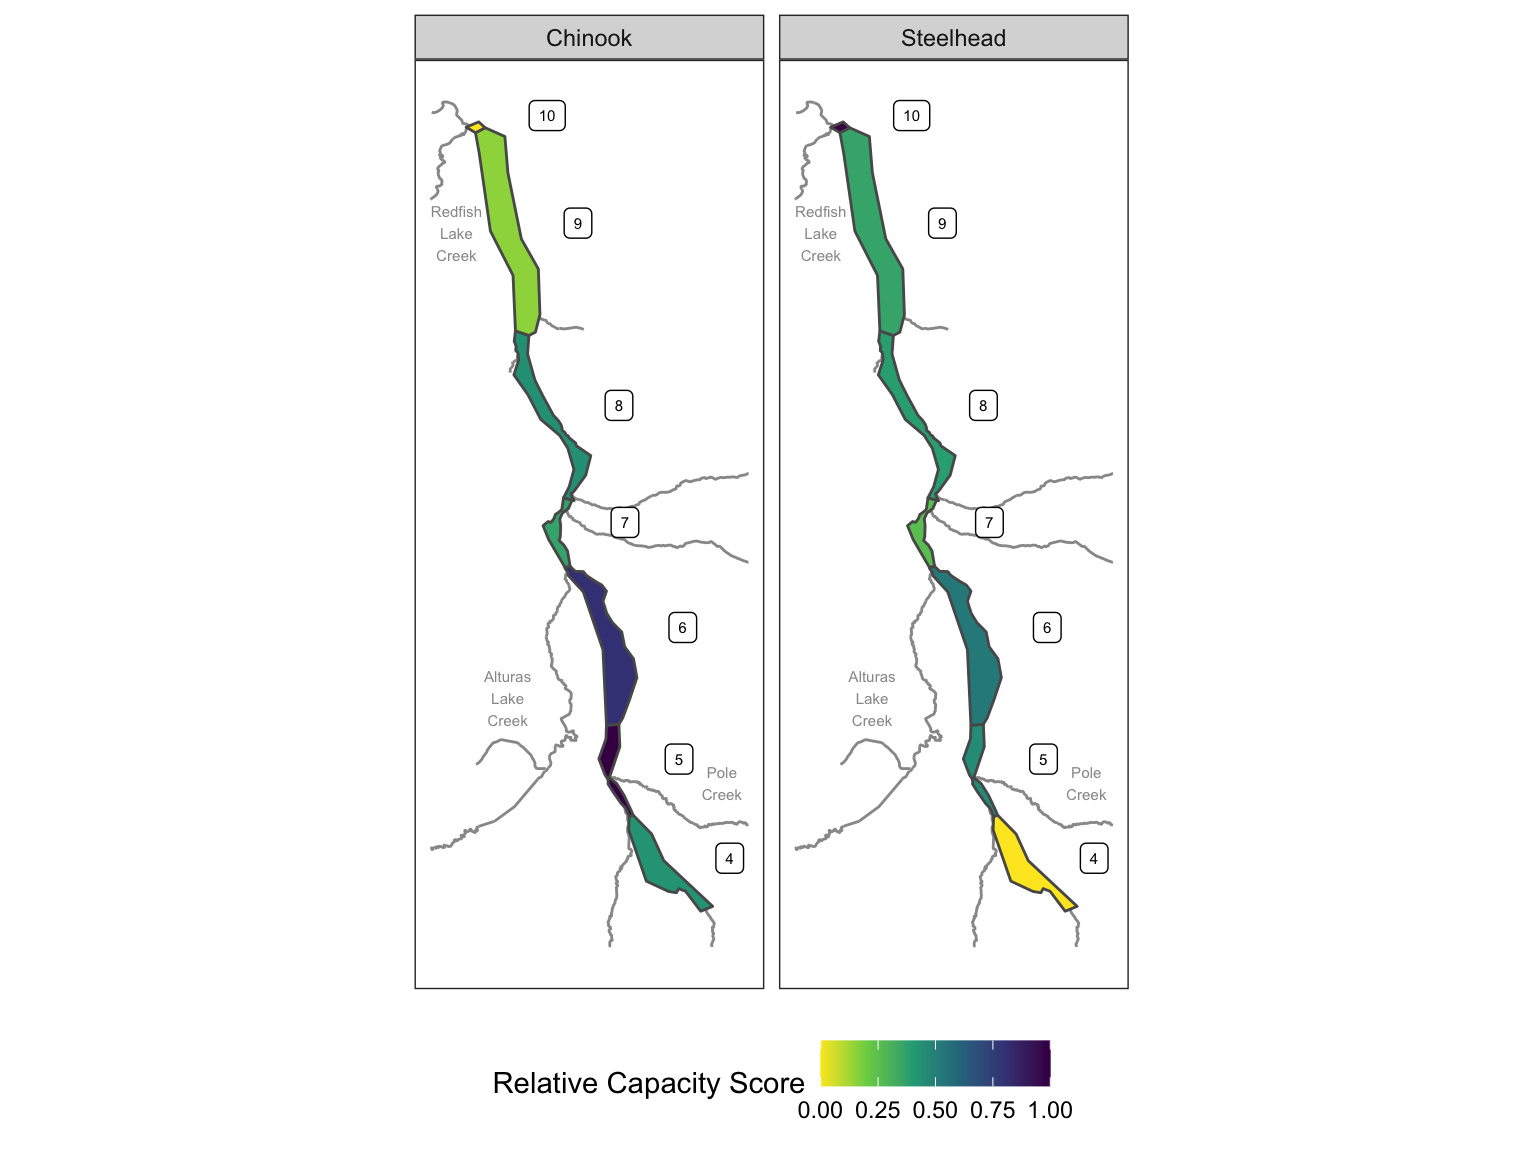 Chinook
10
9
Redfish
Lake
Creek
8
7
6
Alturas
Lake
Creek
5
Pole
Creek
4
Steelhead
10
9
Redfish
Lake
Creek
8
7
6
Alturas
Lake
Creek
5
Pole
Creek
4
Relative Capacity Score
0.00 0.25 0.50 0.75 1.00